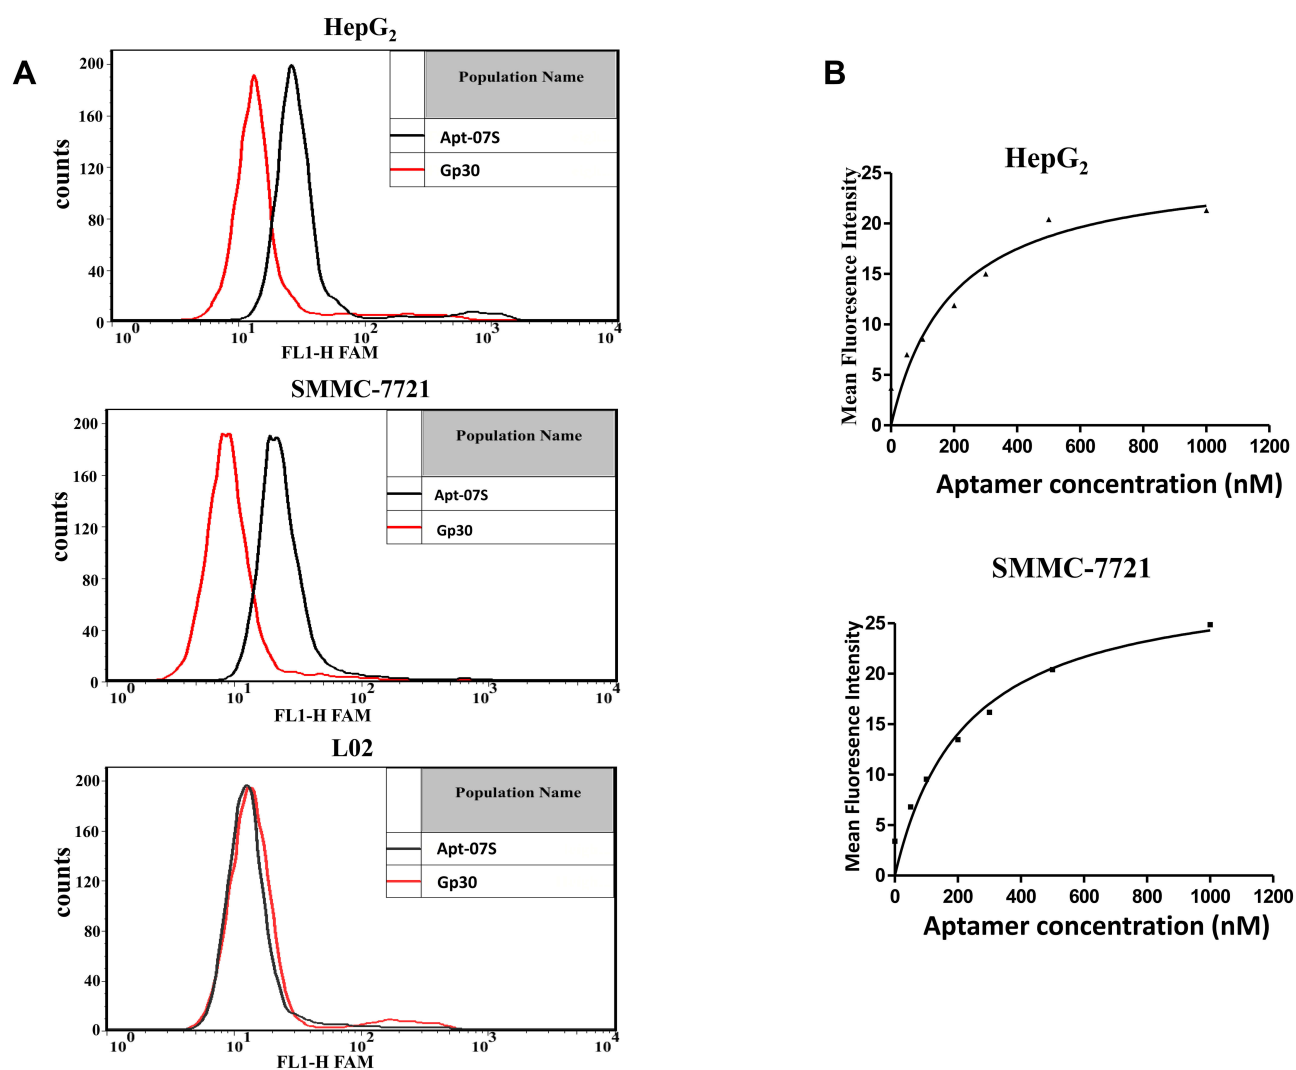 A
HepG2
counts
200
160
120
80
40
0
Population Name
Apt-07S
Gp30
10^0 10^1 10^2 10^3 10^4
FL1-H FAM
SMMC-7721
counts
200
160
120
80
40
0
Population Name
Apt-07S
Gp30
10^0 10^1 10^2 10^3 10^4
FL1-H FAM
L02
counts
200
160
120
80
40
0
Population Name
Apt-07S
Gp30
10^0 10^1 10^2 10^3 10^4
FL1-H FAM
B
HepG2
Mean Fluoresence Intensity
25
20
15
10
5
0
0 200 400 600 800 1000 1200
Aptamer concentration (nM)
SMMC-7721
Mean Fluoresence Intensity
25
20
15
10
5
0
0 200 400 600 800 1000 1200
Aptamer concentration (nM)